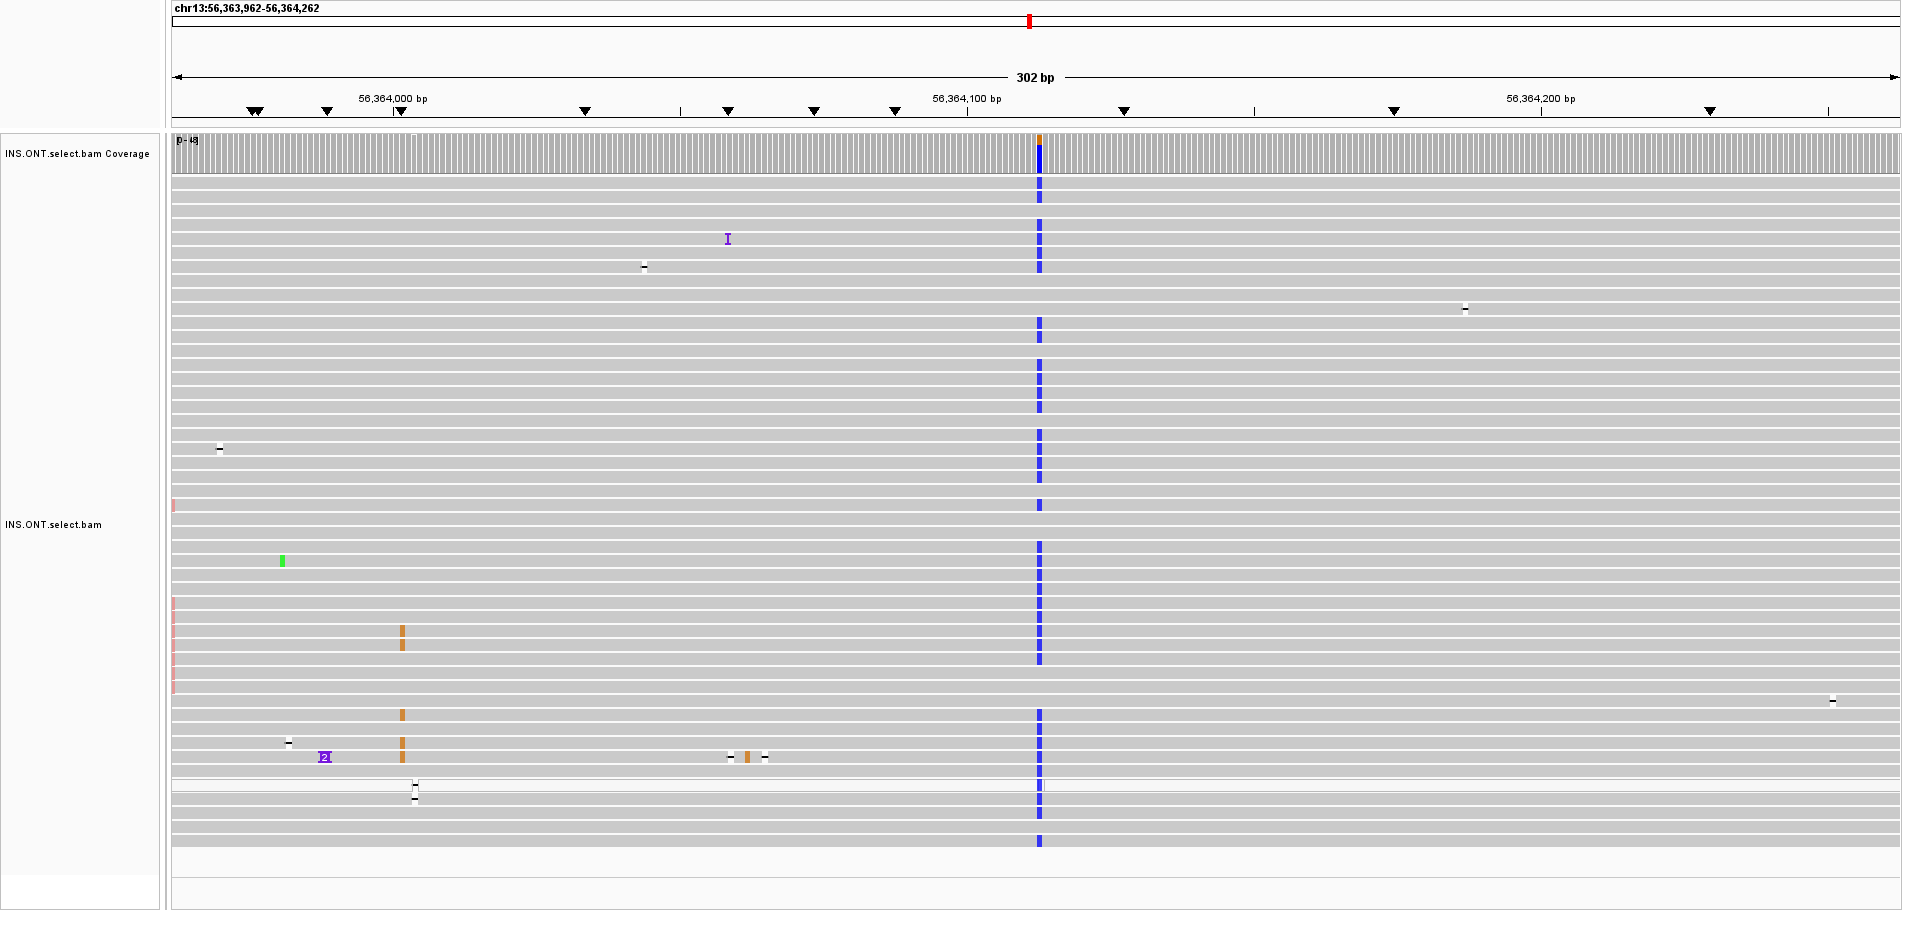 chr13:56,363,962-56,364,262
302 bp
56,364,000 bp
56,364,100 bp
56,364,200 bp
INS.ONT.select.bam Coverage
INS.ONT.select.bam
2